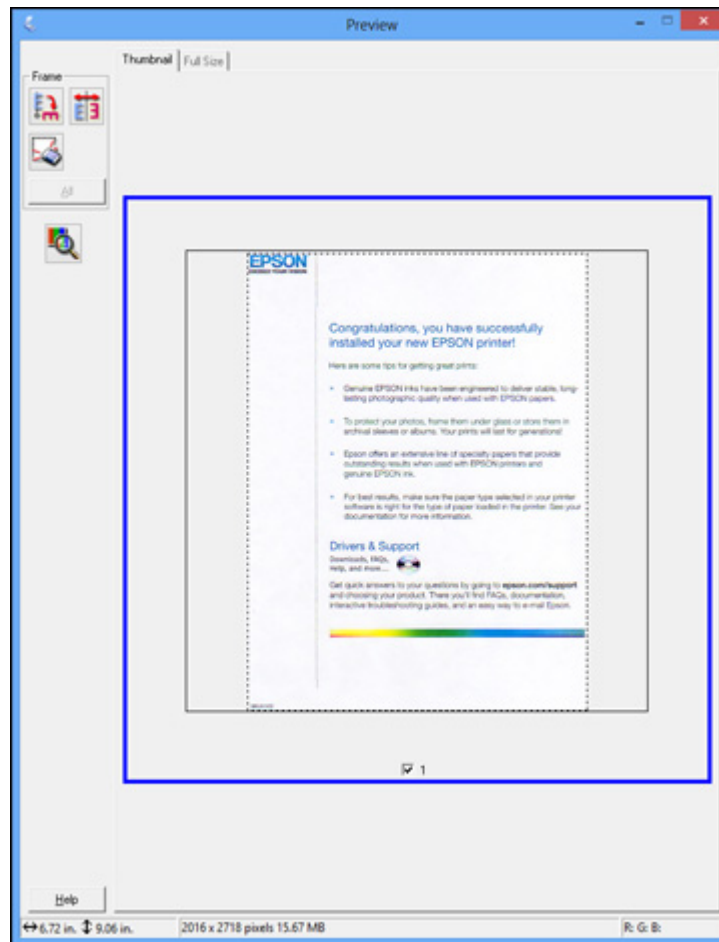 Preview
Thumbnail
Full Size
Frame
All
EPSON
EXCEED YOUR VISION
Congratulations, you have successfully
installed your new EPSON printer!
Here are some tips for getting great prints:
• Genuine EPSON inks have been engineered to deliver stable, long-
lasting photographic quality when used with EPSON papers.
• To protect your photos, frame them under glass or store them in
archival sleeves or albums. Your prints will last for generations!
• Epson offers an extensive line of specialty papers that provide
outstanding results when used with EPSON printers and
genuine EPSON ink.
• For best results, make sure the paper type selected in your printer
software is right for the type of paper loaded in the printer. See your
documentation for more information.
Drivers & Support
Downloads, FAQs,
Help, and more...
Get quick answers to your questions by going to epson.com/support
and choosing your product. There you'll find FAQs, documentation,
interactive troubleshooting guides, and an easy way to e-mail Epson.
1
Help
6.72 in. 9.06 in. 2016 x 2718 pixels 15.67 MB R: G: B: